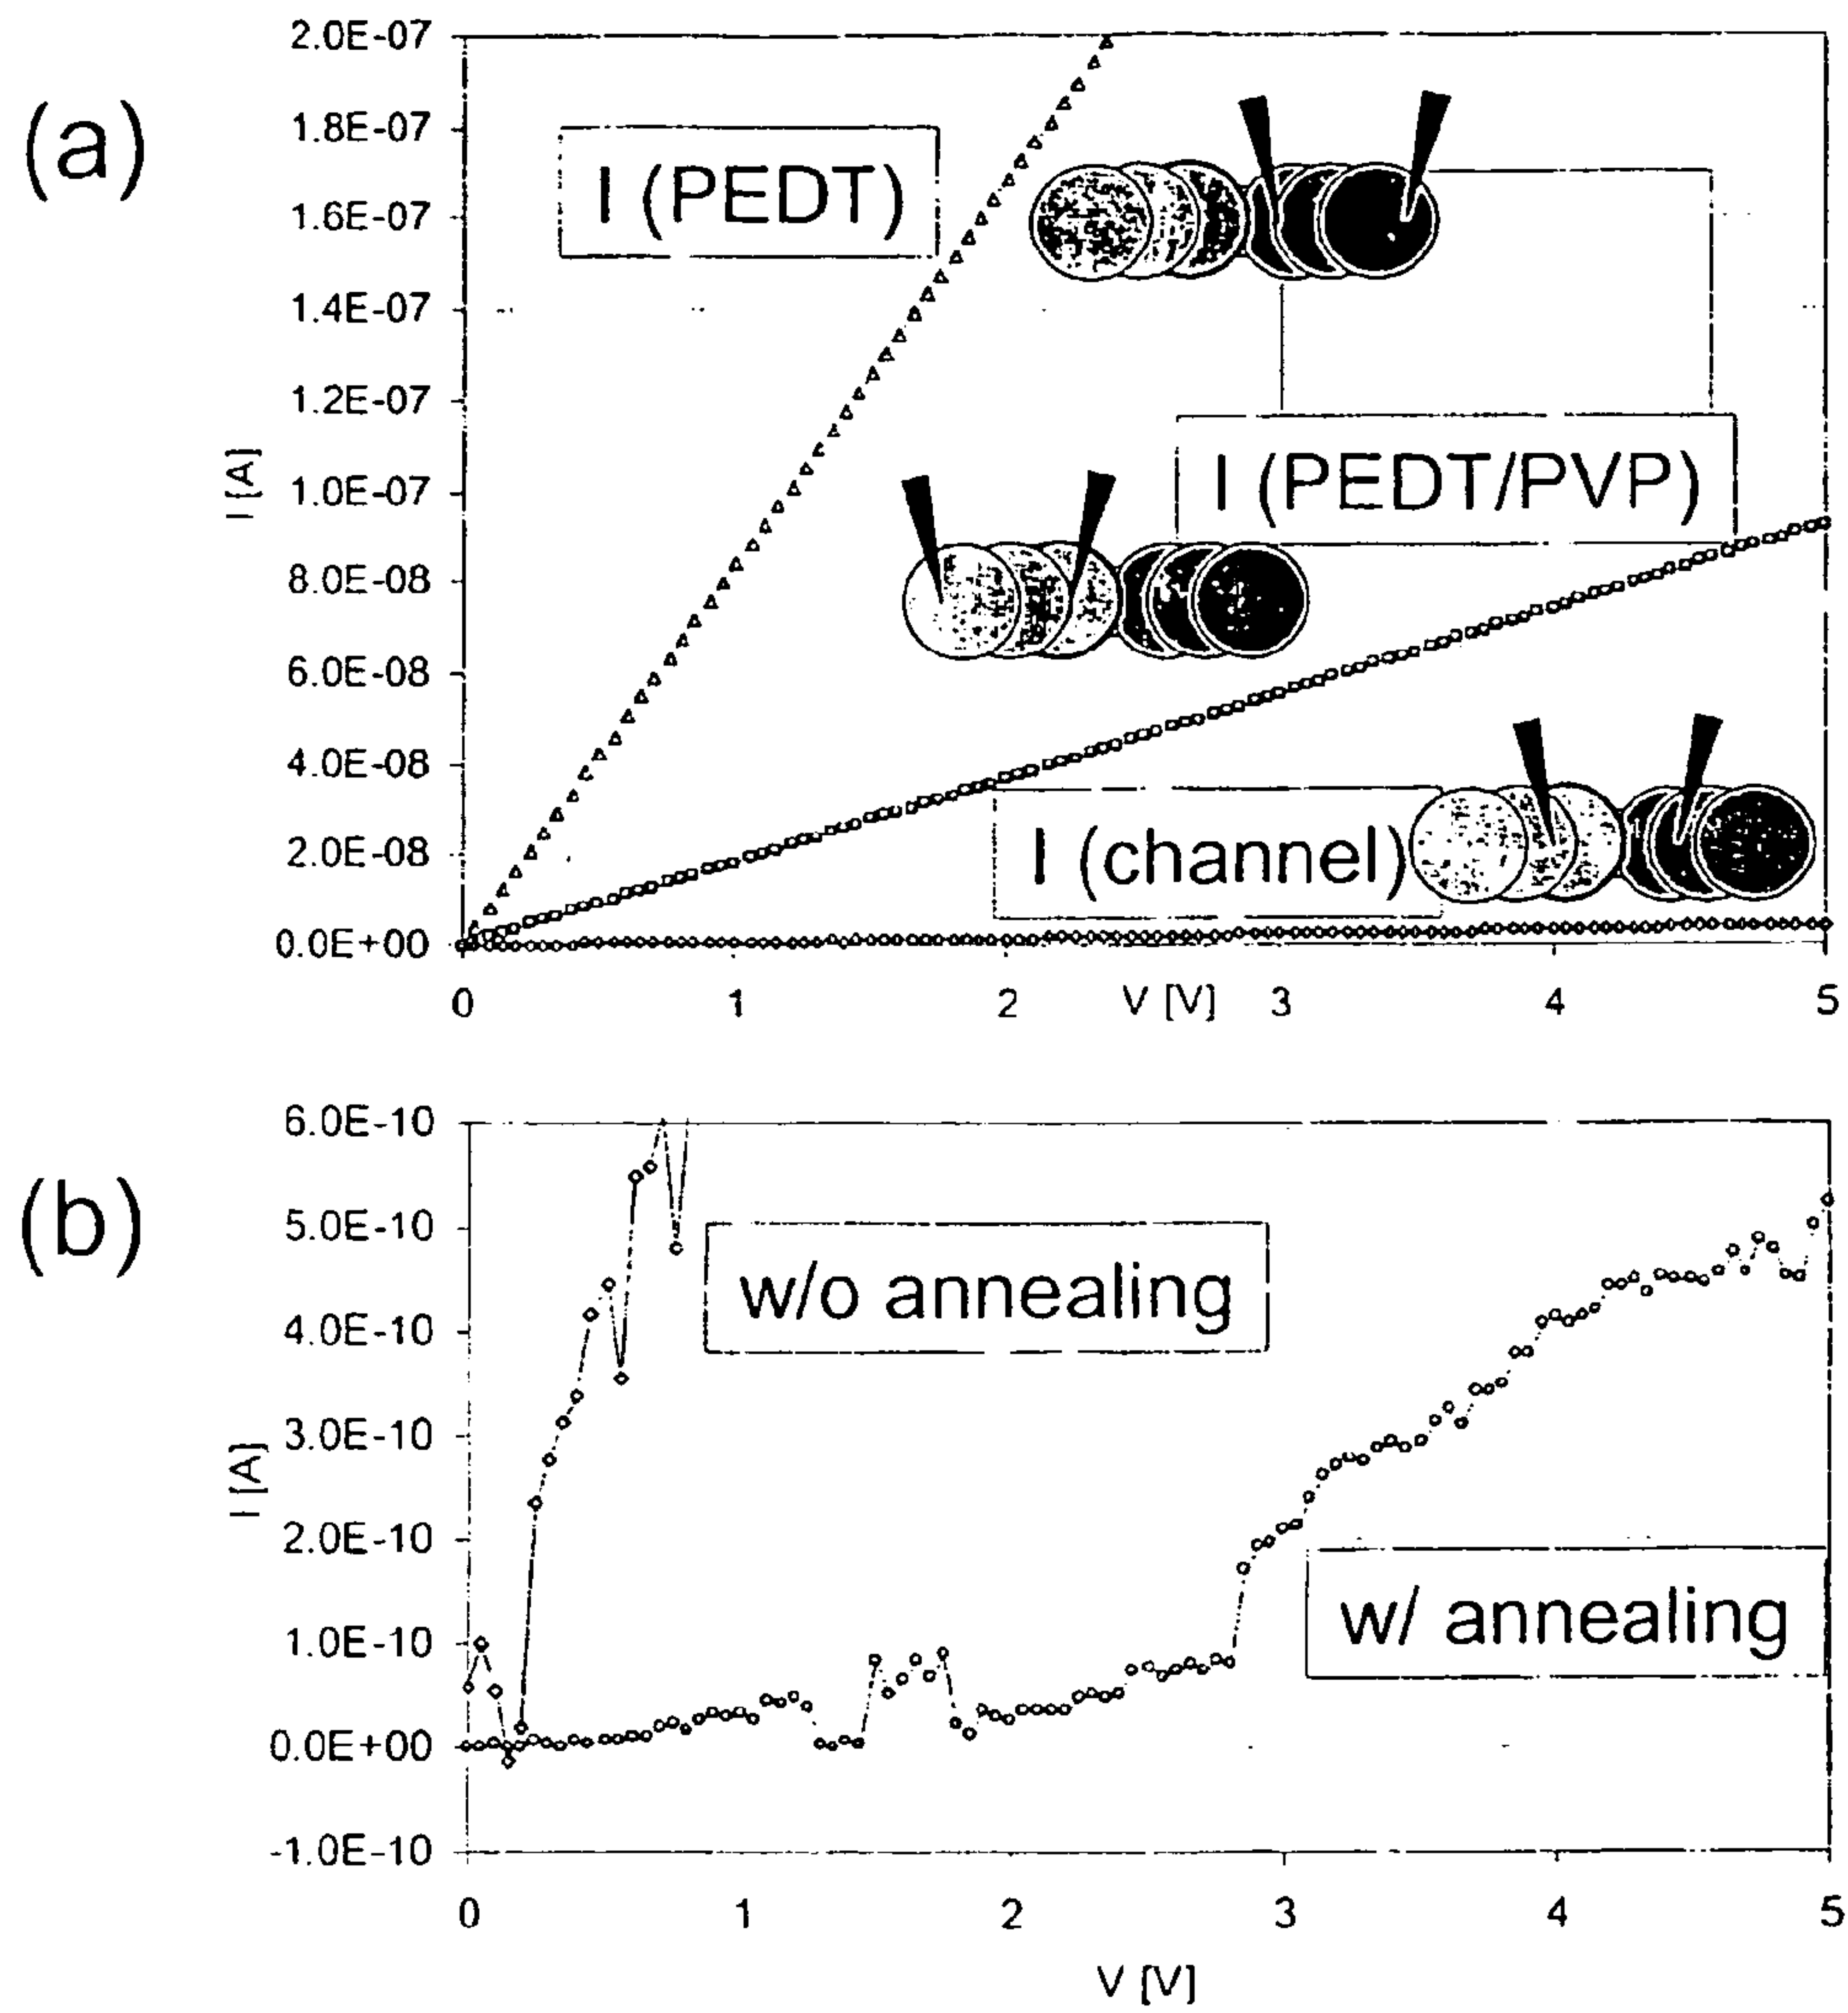 (a)
2.0E-07
1.8E-07
1.6E-07
1.4E-07
1.2E-07
1.0E-07
8.0E-08
6.0E-08
4.0E-08
2.0E-08
0.0E+00
I [A]
I (PEDT)
I (PEDT/PVP)
I (channel)
0 1 2 V [V] 3 4 5
(b)
6.0E-10
5.0E-10
4.0E-10
3.0E-10
2.0E-10
1.0E-10
0.0E+00
-1.0E-10
I [A]
w/o annealing
w/ annealing
0 1 2 3 4 5
V [V]